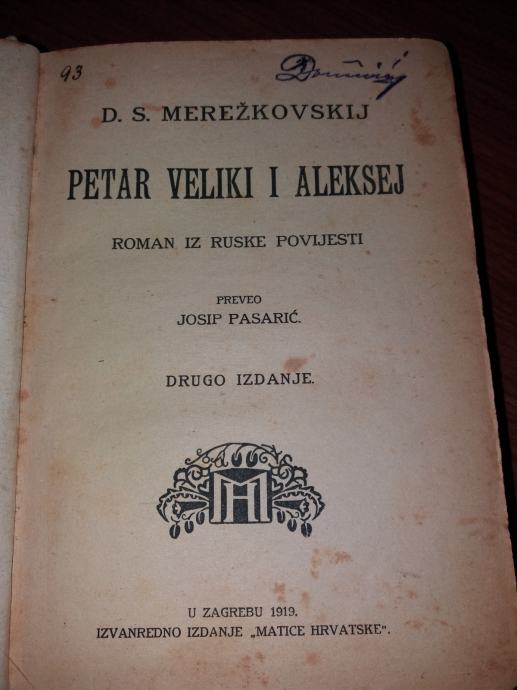 93
D. S. MEREŽKOVSKIJ
PETAR VELIKI I ALEKSEJ
ROMAN IZ RUSKE POVIJESTI
PREVEO
JOSIP PASARIĆ.
DRUGO IZDANJE.
MH
U ZAGREBU 1919.
IZVANREDNO IZDANJE „MATICE HRVATSKE".